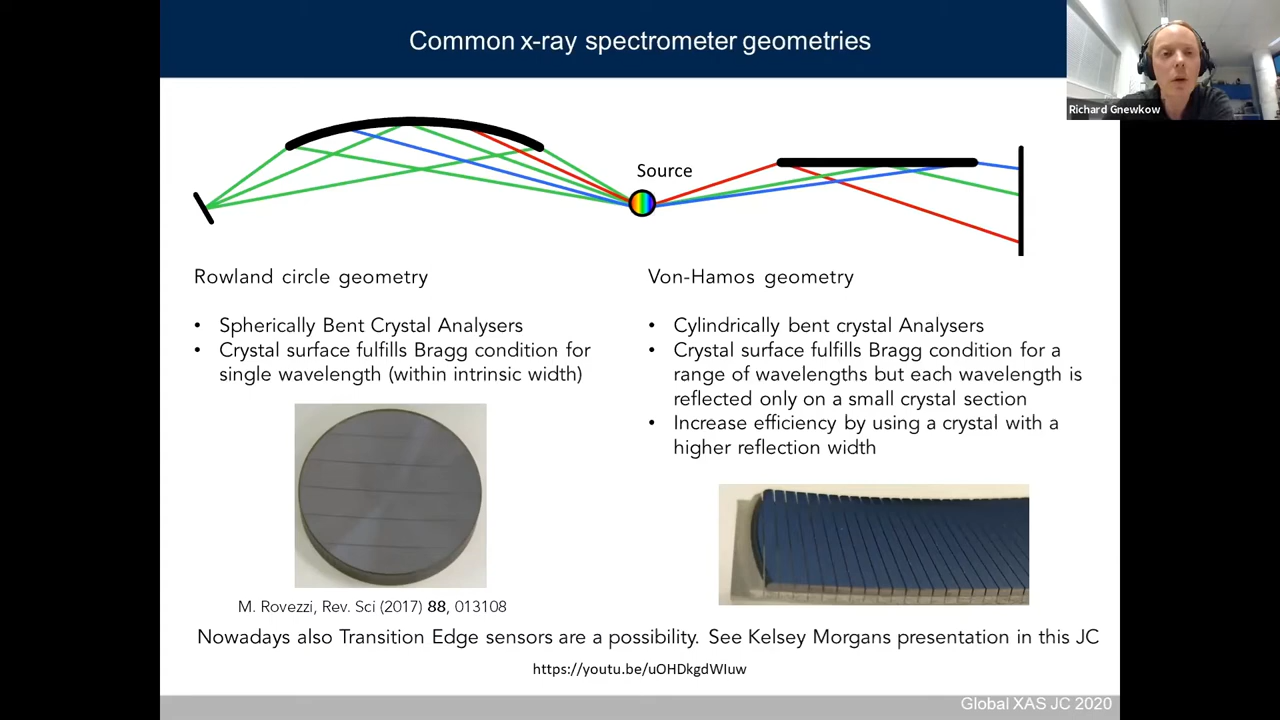 Common x-ray spectrometer geometries
Richard Gnewkow
Source
Rowland circle geometry
• Spherically Bent Crystal Analysers
• Crystal surface fulfills Bragg condition for
single wavelength (within intrinsic width)
M. Rovezzi, Rev. Sci (2017) 88, 013108
Von-Hamos geometry
• Cylindrically bent crystal Analysers
• Crystal surface fulfills Bragg condition for a
range of wavelengths but each wavelength is
reflected only on a small crystal section
• Increase efficiency by using a crystal with a
higher reflection width
Nowadays also Transition Edge sensors are a possibility. See Kelsey Morgans presentation in this JC
https://youtu.be/uOHDkgdWIuw
Global XAS JC 2020